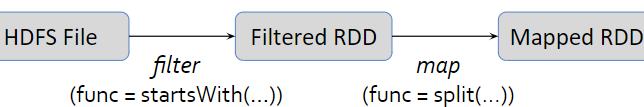 HDFS File
Filtered RDD
Mapped RDD
filter
map
(func = startsWith(...))
(func = split(...))